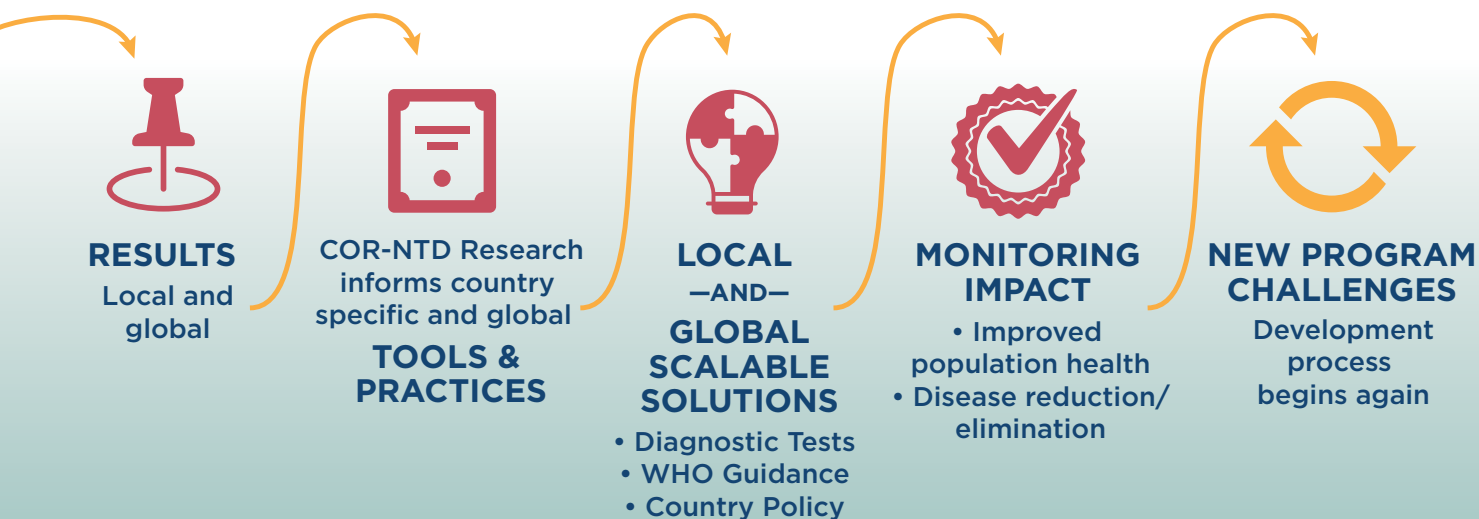 RESULTS
Local and
global
COR-NTD Research
informs country
specific and global
TOOLS &
PRACTICES
LOCAL
—AND—
GLOBAL
SCALABLE
SOLUTIONS
• Diagnostic Tests
• WHO Guidance
• Country Policy
MONITORING
IMPACT
• Improved
population health
• Disease reduction/
elimination
NEW PROGRAM
CHALLENGES
Development
process
begins again